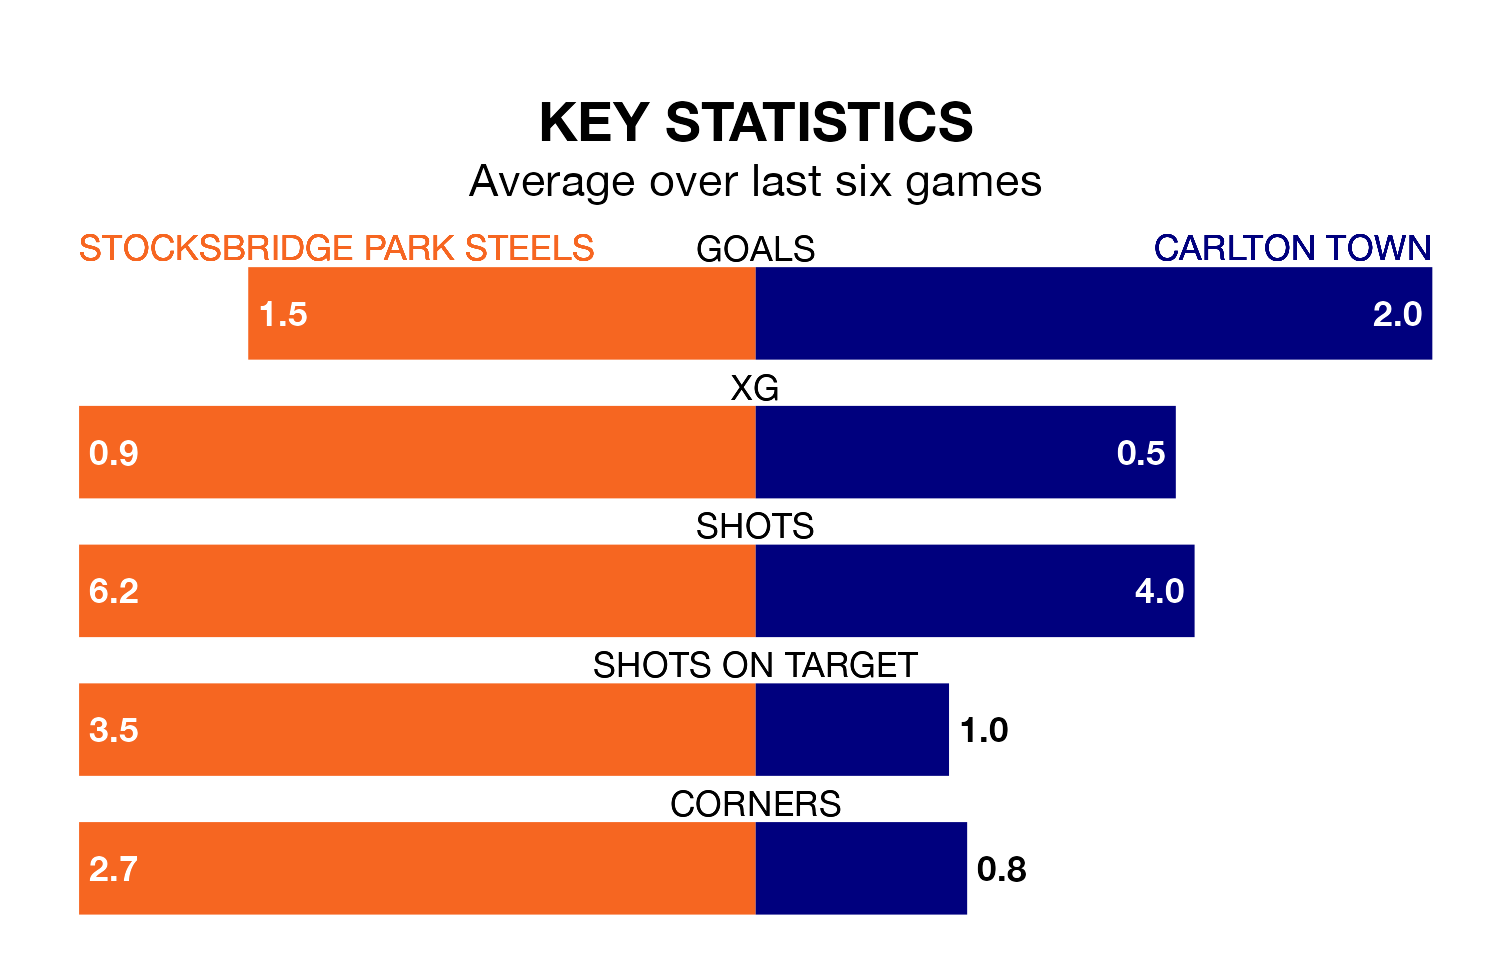 KEY STATISTICS
Average over last six games
STOCKSBRIDGE PARK STEELS GOALS CARLTON TOWN
1.5 2.0
XG
0.9 0.5
SHOTS
6.2 4.0
SHOTS ON TARGET
3.5 1.0
CORNERS
2.7 0.8